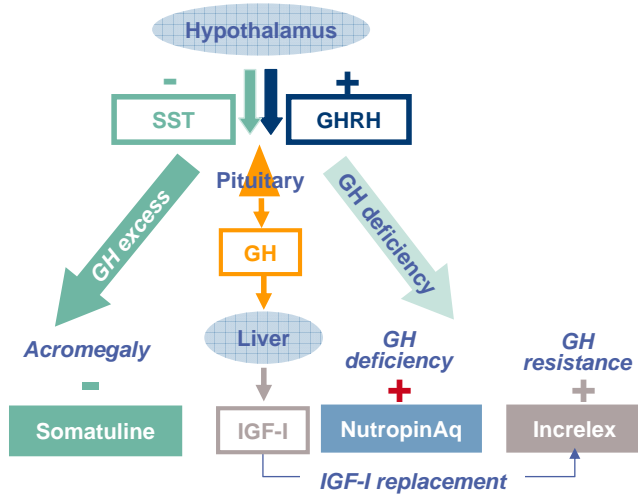 Hypothalamus
- +
SST GHRH
Pituitary
GH excess
GH deficiency
GH
Liver
Acromegaly
GH
deficiency
GH
resistance
- + +
Somatuline IGF-I NutropinAq Increlex
IGF-I replacement